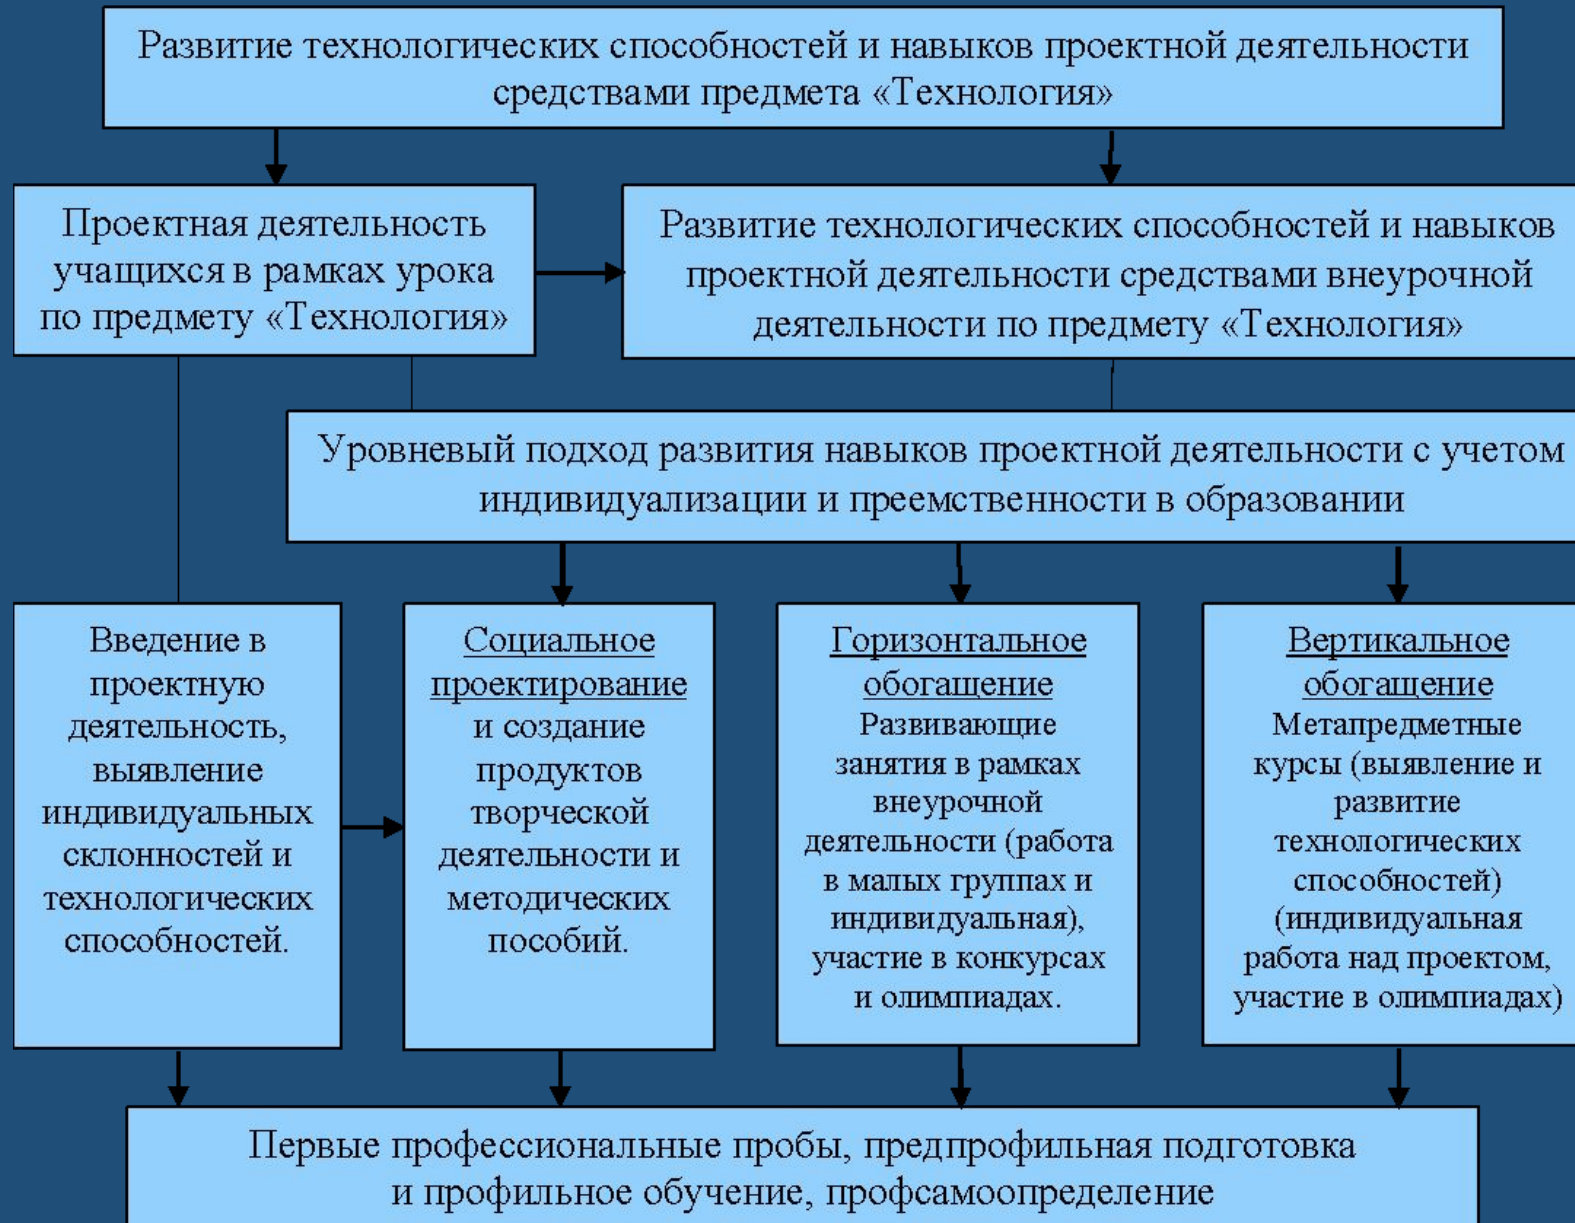 Развитие технологических способностей и навыков проектной деятельности
средствами предмета «Технология»
Проектная деятельность
учащихся в рамках урока
по предмету «Технология»
Развитие технологических способностей и навыков
проектной деятельности средствами внеурочной
деятельности по предмету «Технология»
Уровневый подход развития навыков проектной деятельности с учетом
индивидуализации и преемственности в образовании
Введение в
проектную
деятельность,
выявление
индивидуальных
склонностей и
технологических
способностей.
Социальное
проектирование
и создание
продуктов
творческой
деятельности и
методических
пособий.
Горизонтальное
обогащение
Развивающие
занятия в рамках
внеурочной
деятельности (работа
в малых группах и
индивидуальная),
участие в конкурсах
и олимпиадах.
Вертикальное
обогащение
Метапредметные
курсы (выявление и
развитие
технологических
способностей)
(индивидуальная
работа над проектом,
участие в олимпиадах)
Первые профессиональные пробы, предпрофильная подготовка
и профильное обучение, профсамоопределение